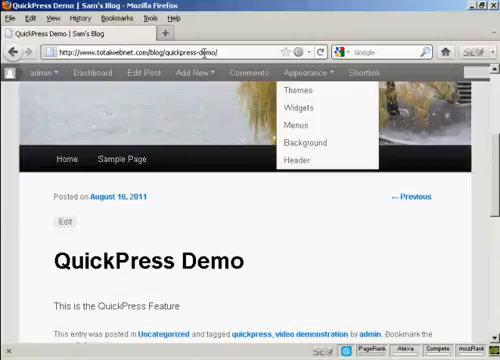 QuickPress Demo | Sam's Blog - Mozilla Firefox
File Edit View History Bookmarks Tools Help
QuickPress Demo | Sam's Blog
http://www.totalwebnet.com/blog/quickpress-demo/
Google
admin Dashboard Edit Post Add New Comments Appearance Shortlink
Themes
Widgets
Menus
Background
Header
Home Sample Page
Posted on August 16, 2011
← Previous
Edit
QuickPress Demo
This is the QuickPress Feature
This entry was posted in Uncategorized and tagged quickpress, video demonstration by admin. Bookmark the
PageRank Alexa Compete mozRank